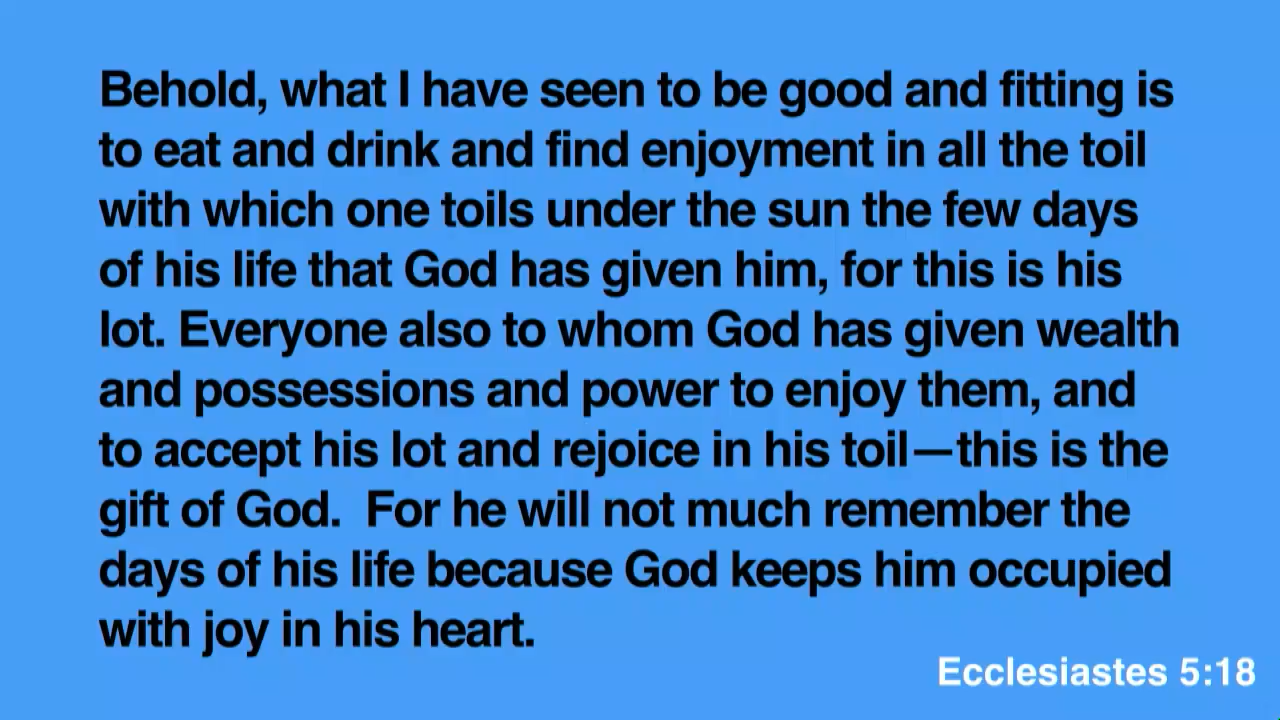 Behold, what I have seen to be good and fitting is
to eat and drink and find enjoyment in all the toil
with which one toils under the sun the few days
of his life that God has given him, for this is his
lot. Everyone also to whom God has given wealth
and possessions and power to enjoy them, and
to accept his lot and rejoice in his toil—this is the
gift of God.  For he will not much remember the
days of his life because God keeps him occupied
with joy in his heart.
Ecclesiastes 5:18